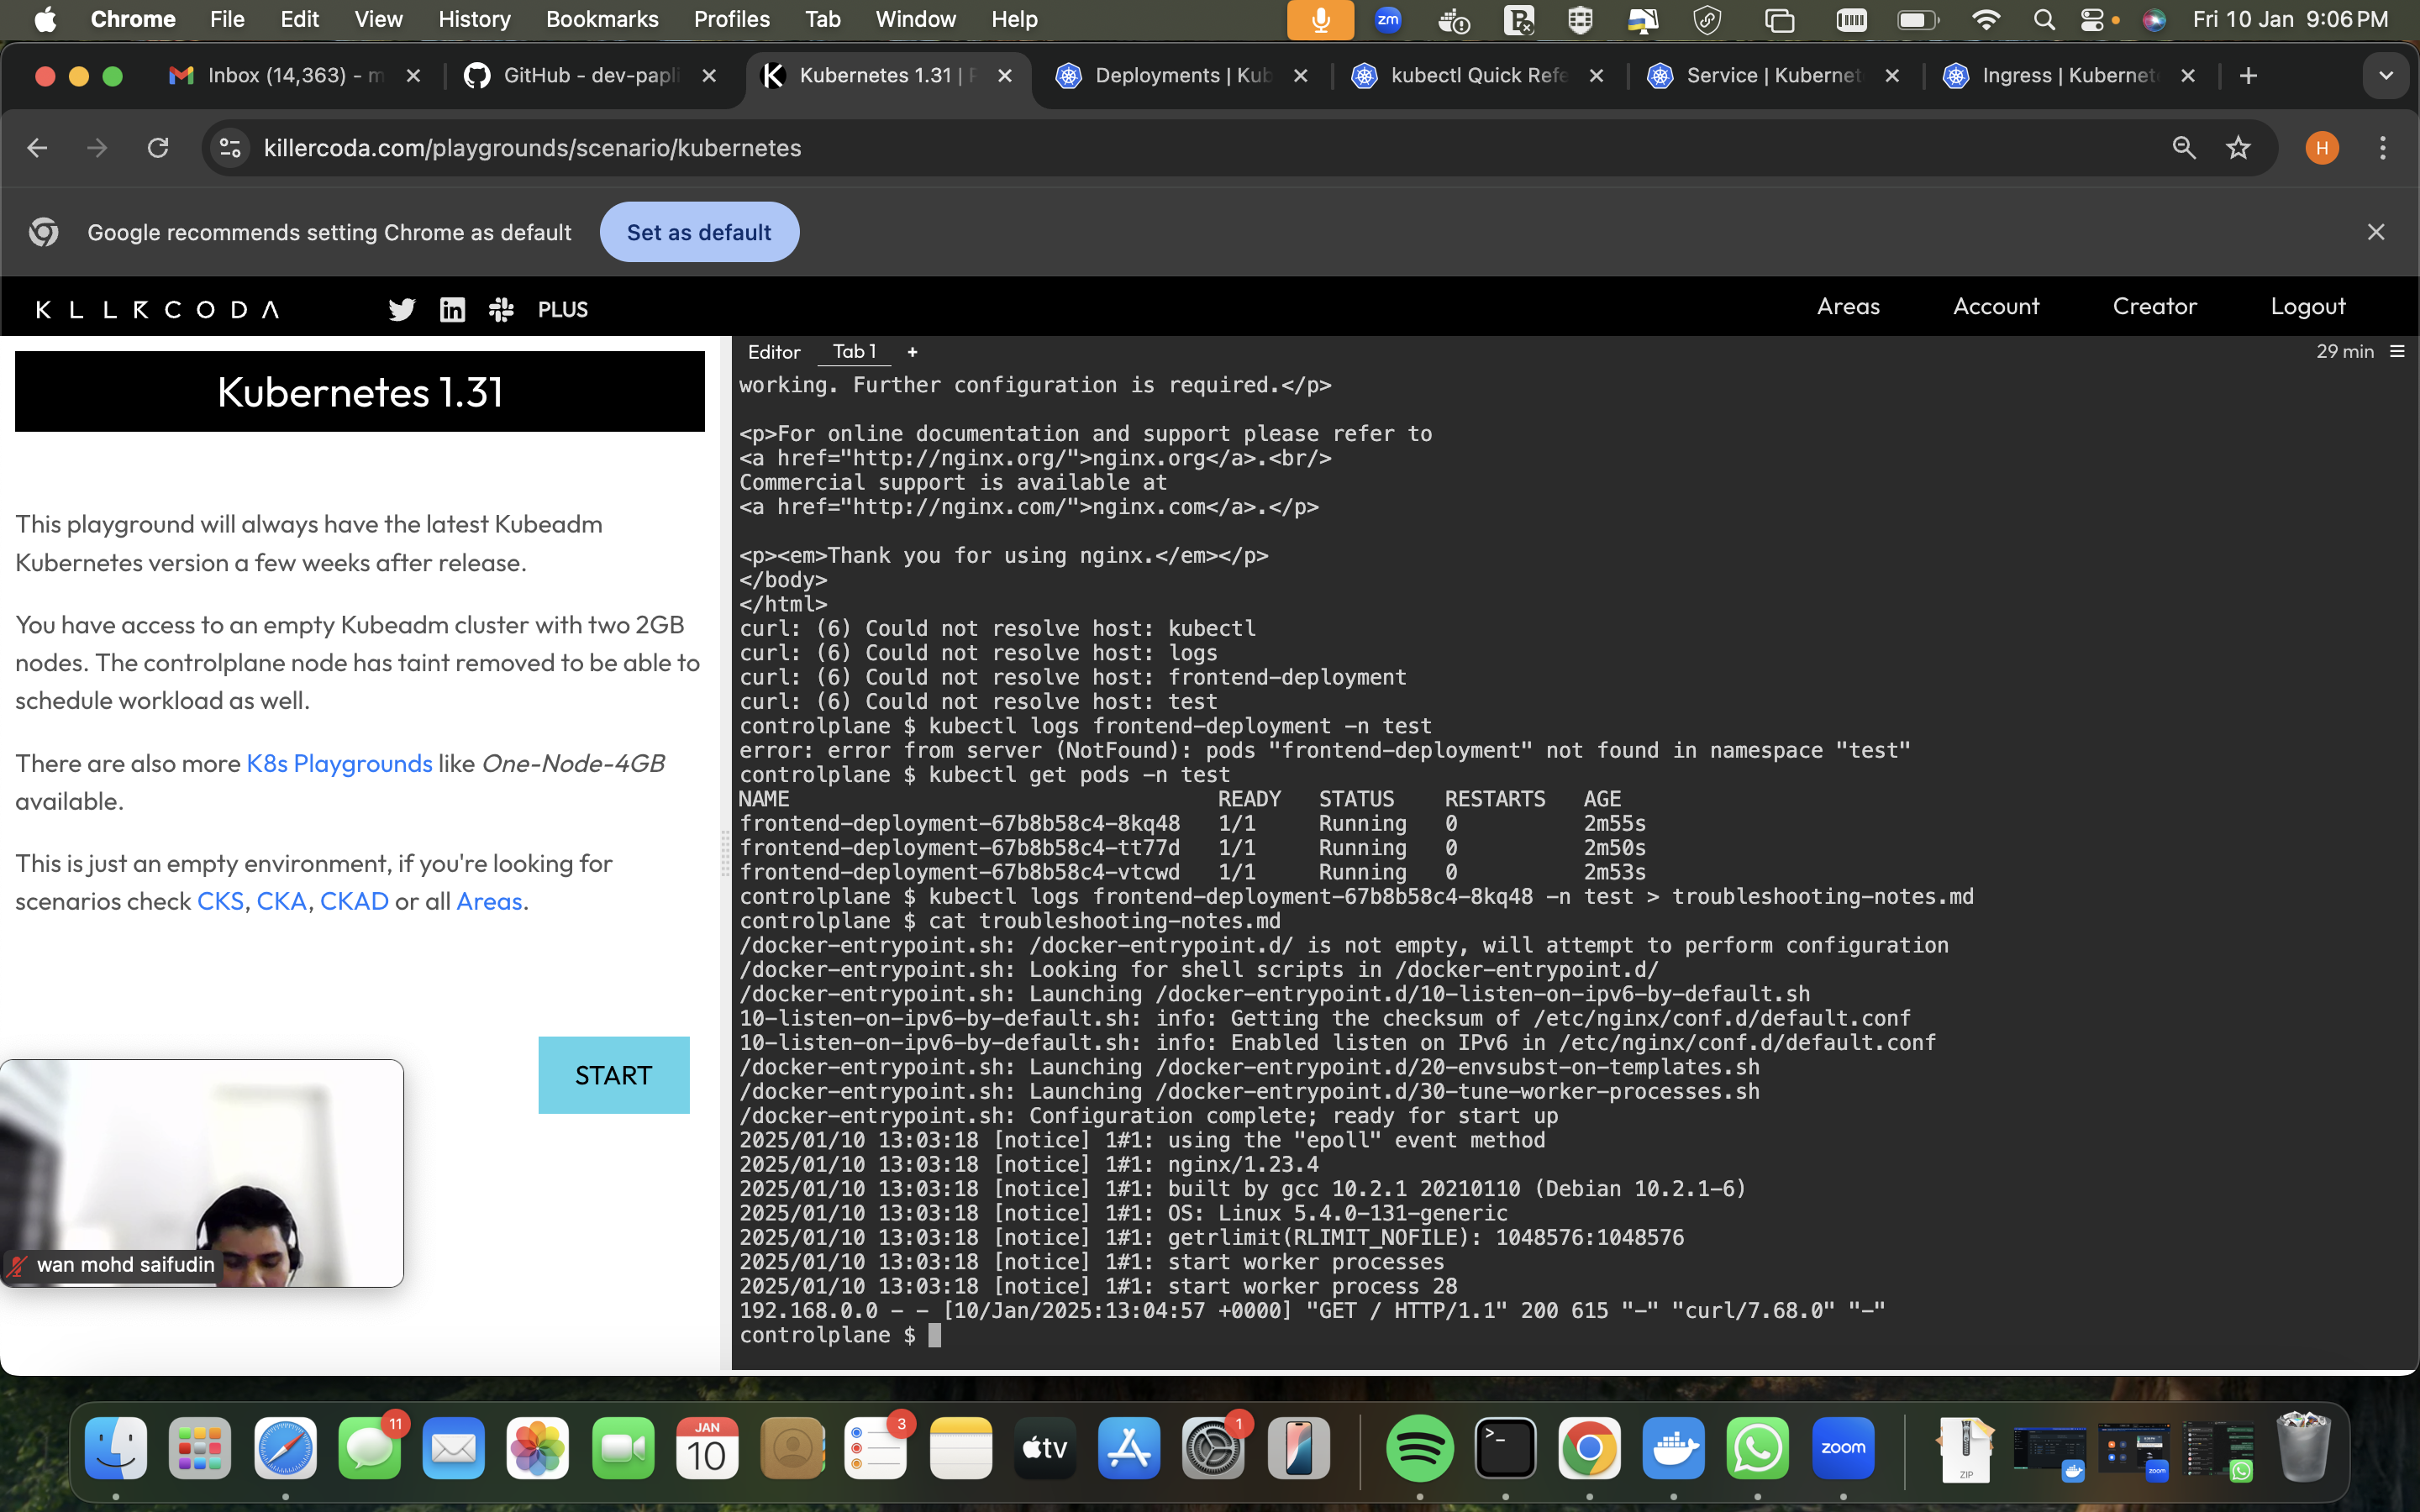 Chrome File Edit View History Bookmarks Profiles Tab Window Help zm Fri 10 Jan 9:06 PM
Inbox (14,363) - m GitHub - dev-papli Kubernetes 1.31 | P Deployments | Kub kubectl Quick Refe Service | Kubernet Ingress | Kubernet
killercoda.com/playgrounds/scenario/kubernetes H
Google recommends setting Chrome as default Set as default
KLLRCODA PLUS Areas Account Creator Logout
Kubernetes 1.31
This playground will always have the latest Kubeadm
Kubernetes version a few weeks after release.
You have access to an empty Kubeadm cluster with two 2GB
nodes. The controlplane node has taint removed to be able to
schedule workload as well.
There are also more K8s Playgrounds like One-Node-4GB
available.
This is just an empty environment, if you're looking for
scenarios check CKS, CKA, CKAD or all Areas.
START
wan mohd saifudin
Editor Tab 1 + 29 min
working. Further configuration is required.</p>
<p>For online documentation and support please refer to
<a href="http://nginx.org/">nginx.org</a>.<br/>
Commercial support is available at
<a href="http://nginx.com/">nginx.com</a>.</p>
<p><em>Thank you for using nginx.</em></p>
</body>
</html>
curl: (6) Could not resolve host: kubectl
curl: (6) Could not resolve host: logs
curl: (6) Could not resolve host: frontend-deployment
curl: (6) Could not resolve host: test
controlplane $ kubectl logs frontend-deployment -n test
error: error from server (NotFound): pods "frontend-deployment" not found in namespace "test"
controlplane $ kubectl get pods -n test
NAME READY STATUS RESTARTS AGE
frontend-deployment-67b8b58c4-8kq48 1/1 Running 0 2m55s
frontend-deployment-67b8b58c4-tt77d 1/1 Running 0 2m50s
frontend-deployment-67b8b58c4-vtcwd 1/1 Running 0 2m53s
controlplane $ kubectl logs frontend-deployment-67b8b58c4-8kq48 -n test > troubleshooting-notes.md
controlplane $ cat troubleshooting-notes.md
/docker-entrypoint.sh: /docker-entrypoint.d/ is not empty, will attempt to perform configuration
/docker-entrypoint.sh: Looking for shell scripts in /docker-entrypoint.d/
/docker-entrypoint.sh: Launching /docker-entrypoint.d/10-listen-on-ipv6-by-default.sh
10-listen-on-ipv6-by-default.sh: info: Getting the checksum of /etc/nginx/conf.d/default.conf
10-listen-on-ipv6-by-default.sh: info: Enabled listen on IPv6 in /etc/nginx/conf.d/default.conf
/docker-entrypoint.sh: Launching /docker-entrypoint.d/20-envsubst-on-templates.sh
/docker-entrypoint.sh: Launching /docker-entrypoint.d/30-tune-worker-processes.sh
/docker-entrypoint.sh: Configuration complete; ready for start up
2025/01/10 13:03:18 [notice] 1#1: using the "epoll" event method
2025/01/10 13:03:18 [notice] 1#1: nginx/1.23.4
2025/01/10 13:03:18 [notice] 1#1: built by gcc 10.2.1 20210110 (Debian 10.2.1-6)
2025/01/10 13:03:18 [notice] 1#1: OS: Linux 5.4.0-131-generic
2025/01/10 13:03:18 [notice] 1#1: getrlimit(RLIMIT_NOFILE): 1048576:1048576
2025/01/10 13:03:18 [notice] 1#1: start worker processes
2025/01/10 13:03:18 [notice] 1#1: start worker process 28
192.168.0.0 - - [10/Jan/2025:13:04:57 +0000] "GET / HTTP/1.1" 200 615 "-" "curl/7.68.0" "-"
controlplane $
11 JAN 10 3 tv 1 >_ zoom ZIP zoom